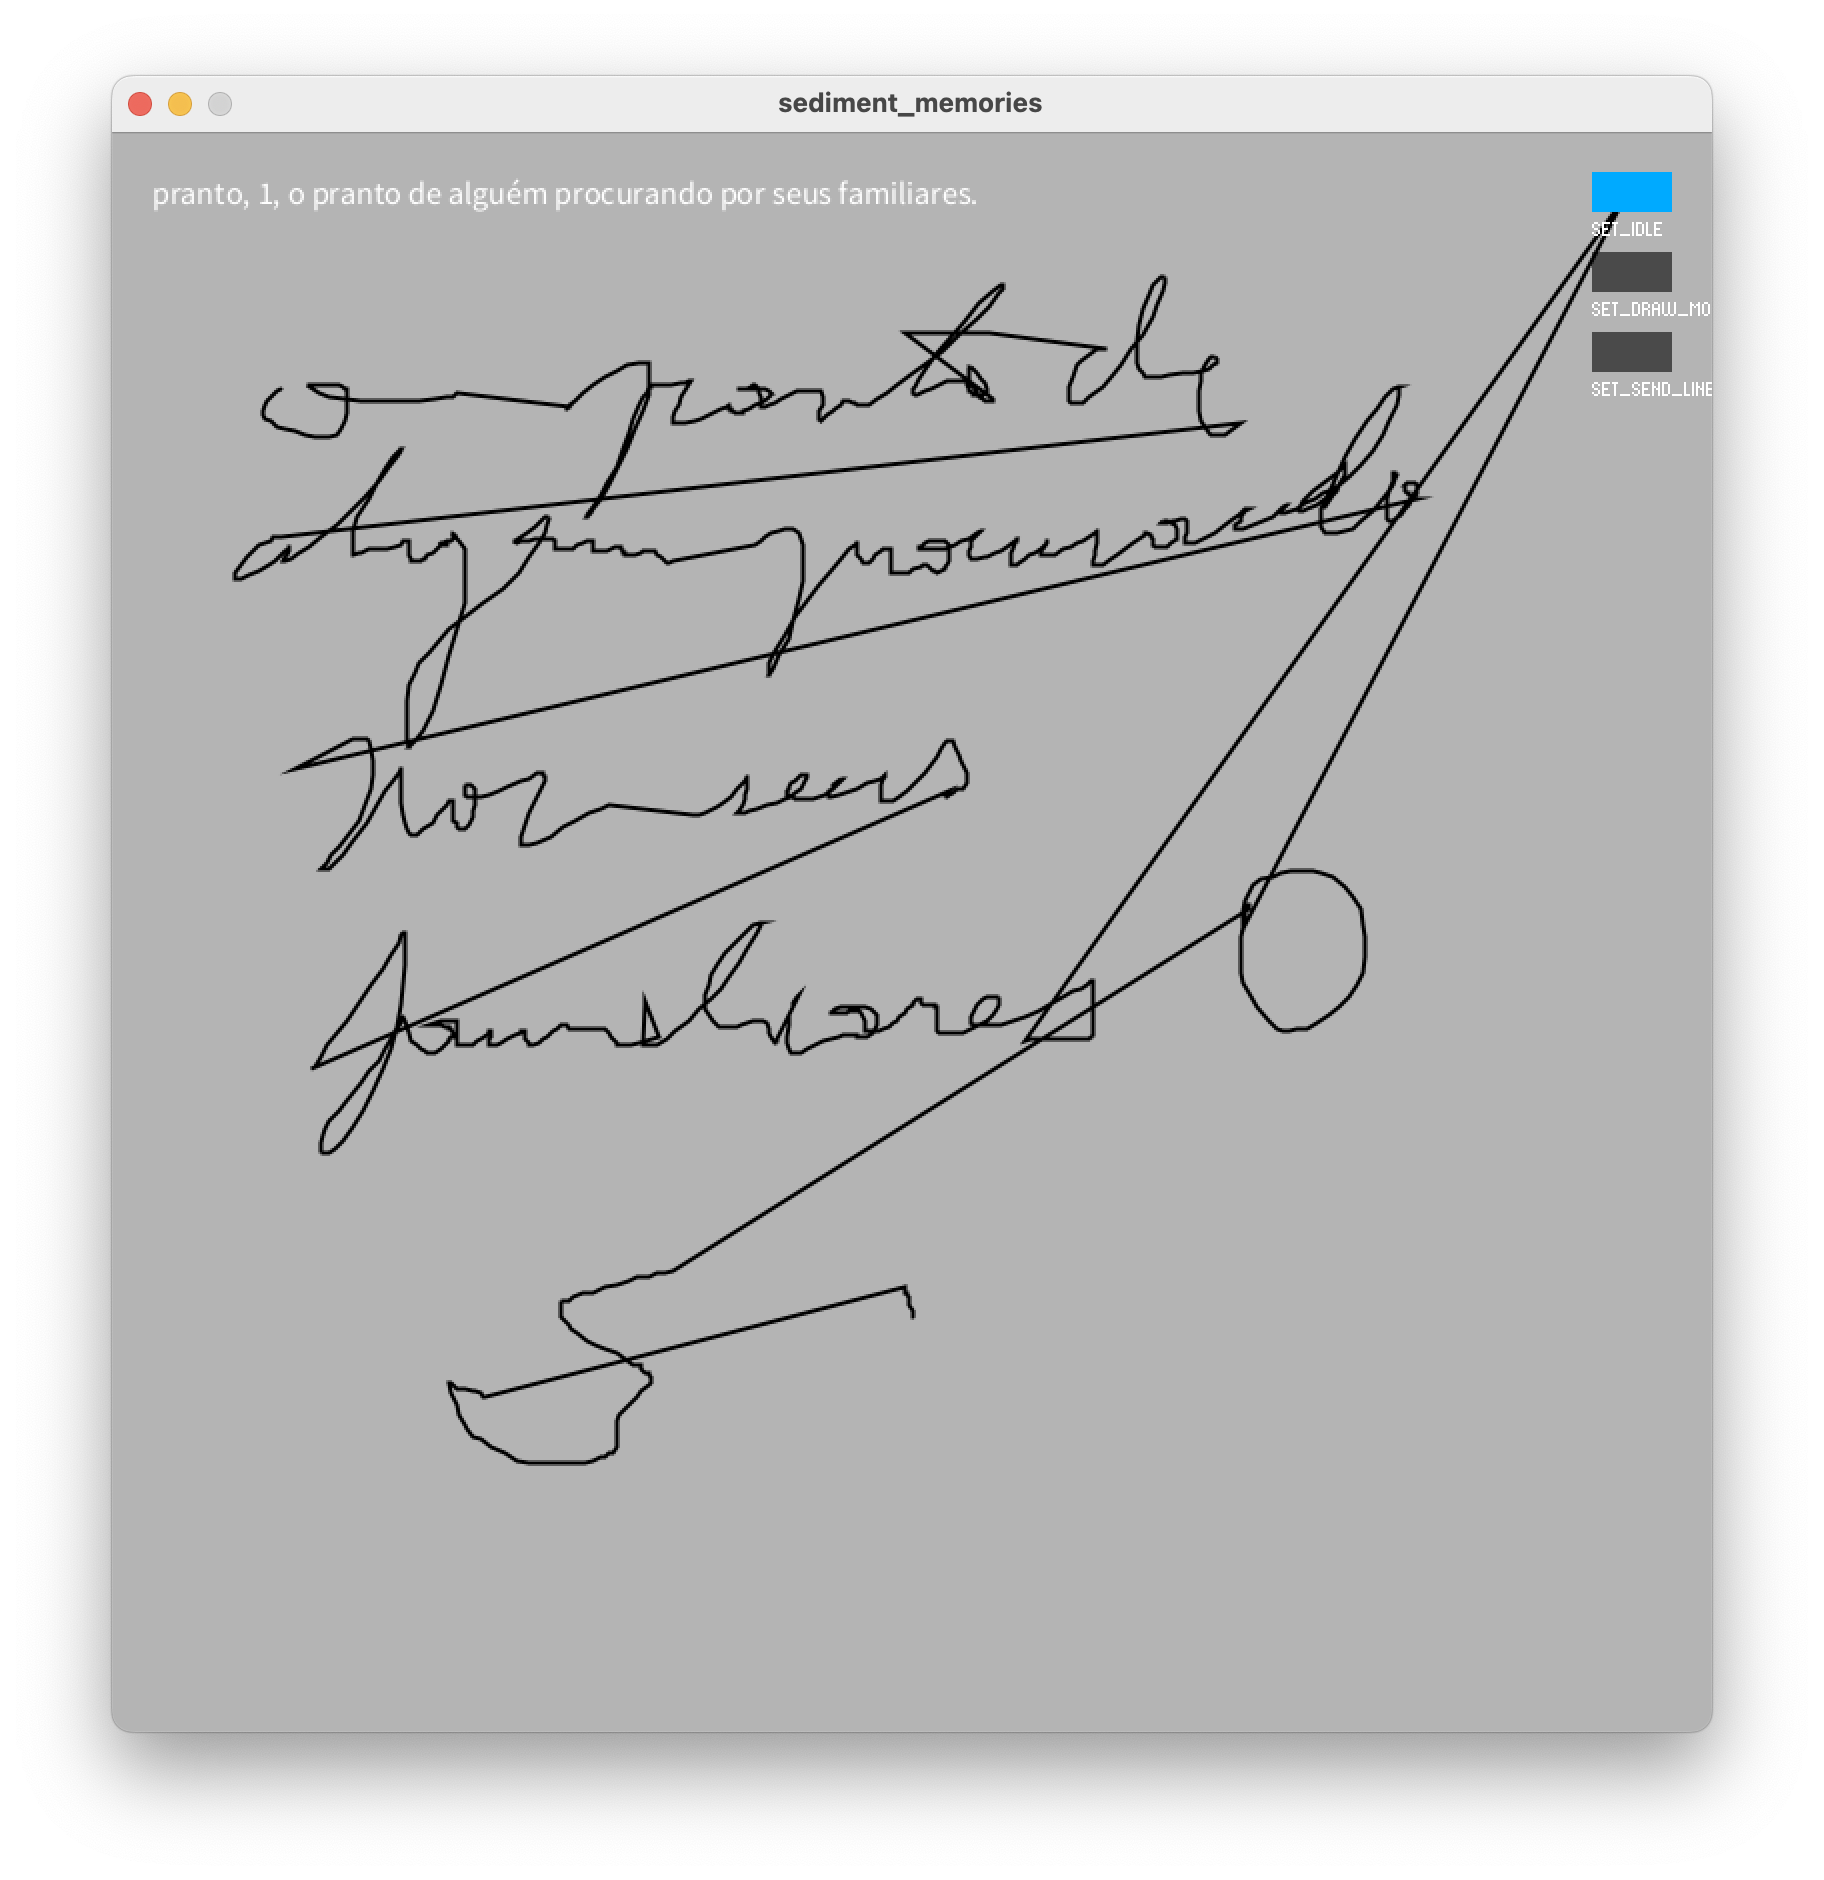 sediment_memories
pranto, 1, o pranto de alguém procurando por seus familiares.
SET_IDLE
SET_DRAW_MO
SET_SEND_LINE
o pranto de
alguem procurando
por seus
familiares